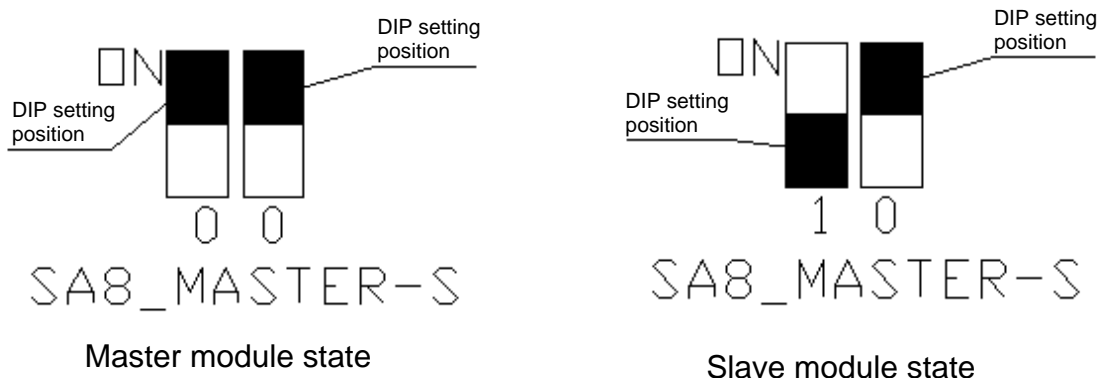 DIP setting
position
ON
DIP setting
position
0 0
SA8_MASTER-S
Master module state
DIP setting
position
ON
DIP setting
position
1 0
SA8_MASTER-S
Slave module state